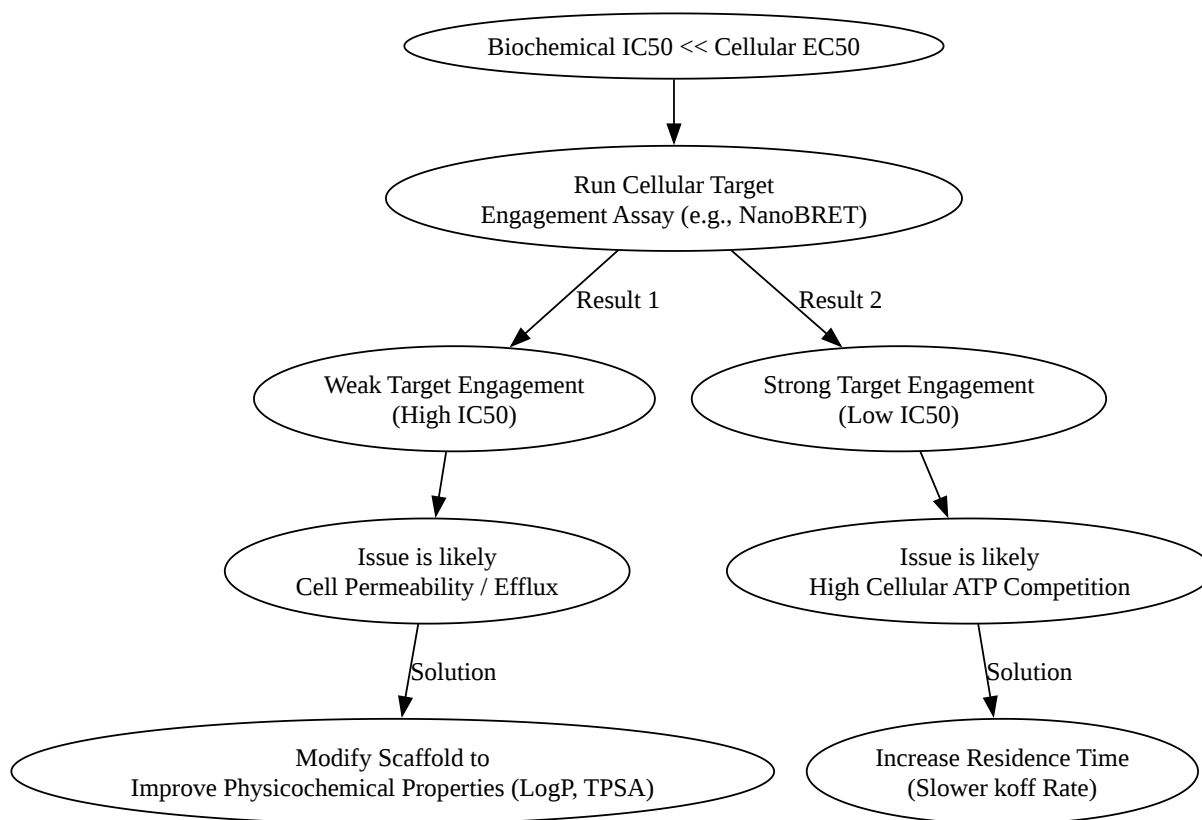 Biochemical IC50 << Cellular EC50
Run Cellular Target
Engagement Assay (e.g., NanoBRET)
Result 1
Result 2
Weak Target Engagement
(High IC50)
Strong Target Engagement
(Low IC50)
Issue is likely
Cell Permeability / Efflux
Issue is likely
High Cellular ATP Competition
Solution
Solution
Modify Scaffold to
Improve Physicochemical Properties (LogP, TPSA)
Increase Residence Time
(Slower koff Rate)